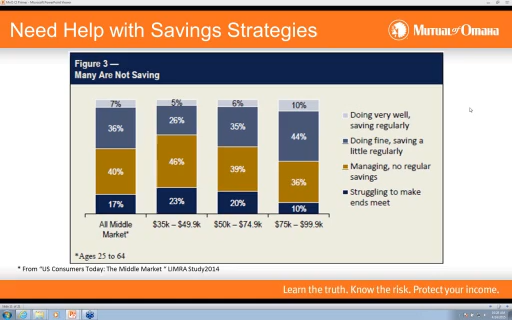 Need Help with Savings Strategies
Mutual of Omaha
Figure 3 —
Many Are Not Saving
7%
5%
6%
10%
36%
26%
35%
44%
40%
46%
39%
36%
17%
23%
20%
10%
All Middle
Market*
$35k – $49.9k
$50k – $74.9k
$75k – $99.9k
Doing very well,
saving regularly
Doing fine, saving a
little regularly
Managing, no regular
savings
Struggling to make
ends meet
*Ages 25 to 64
* From "US Consumers Today: The Middle Market " LIMRA Study2014
Learn the truth. Know the risk. Protect your income.